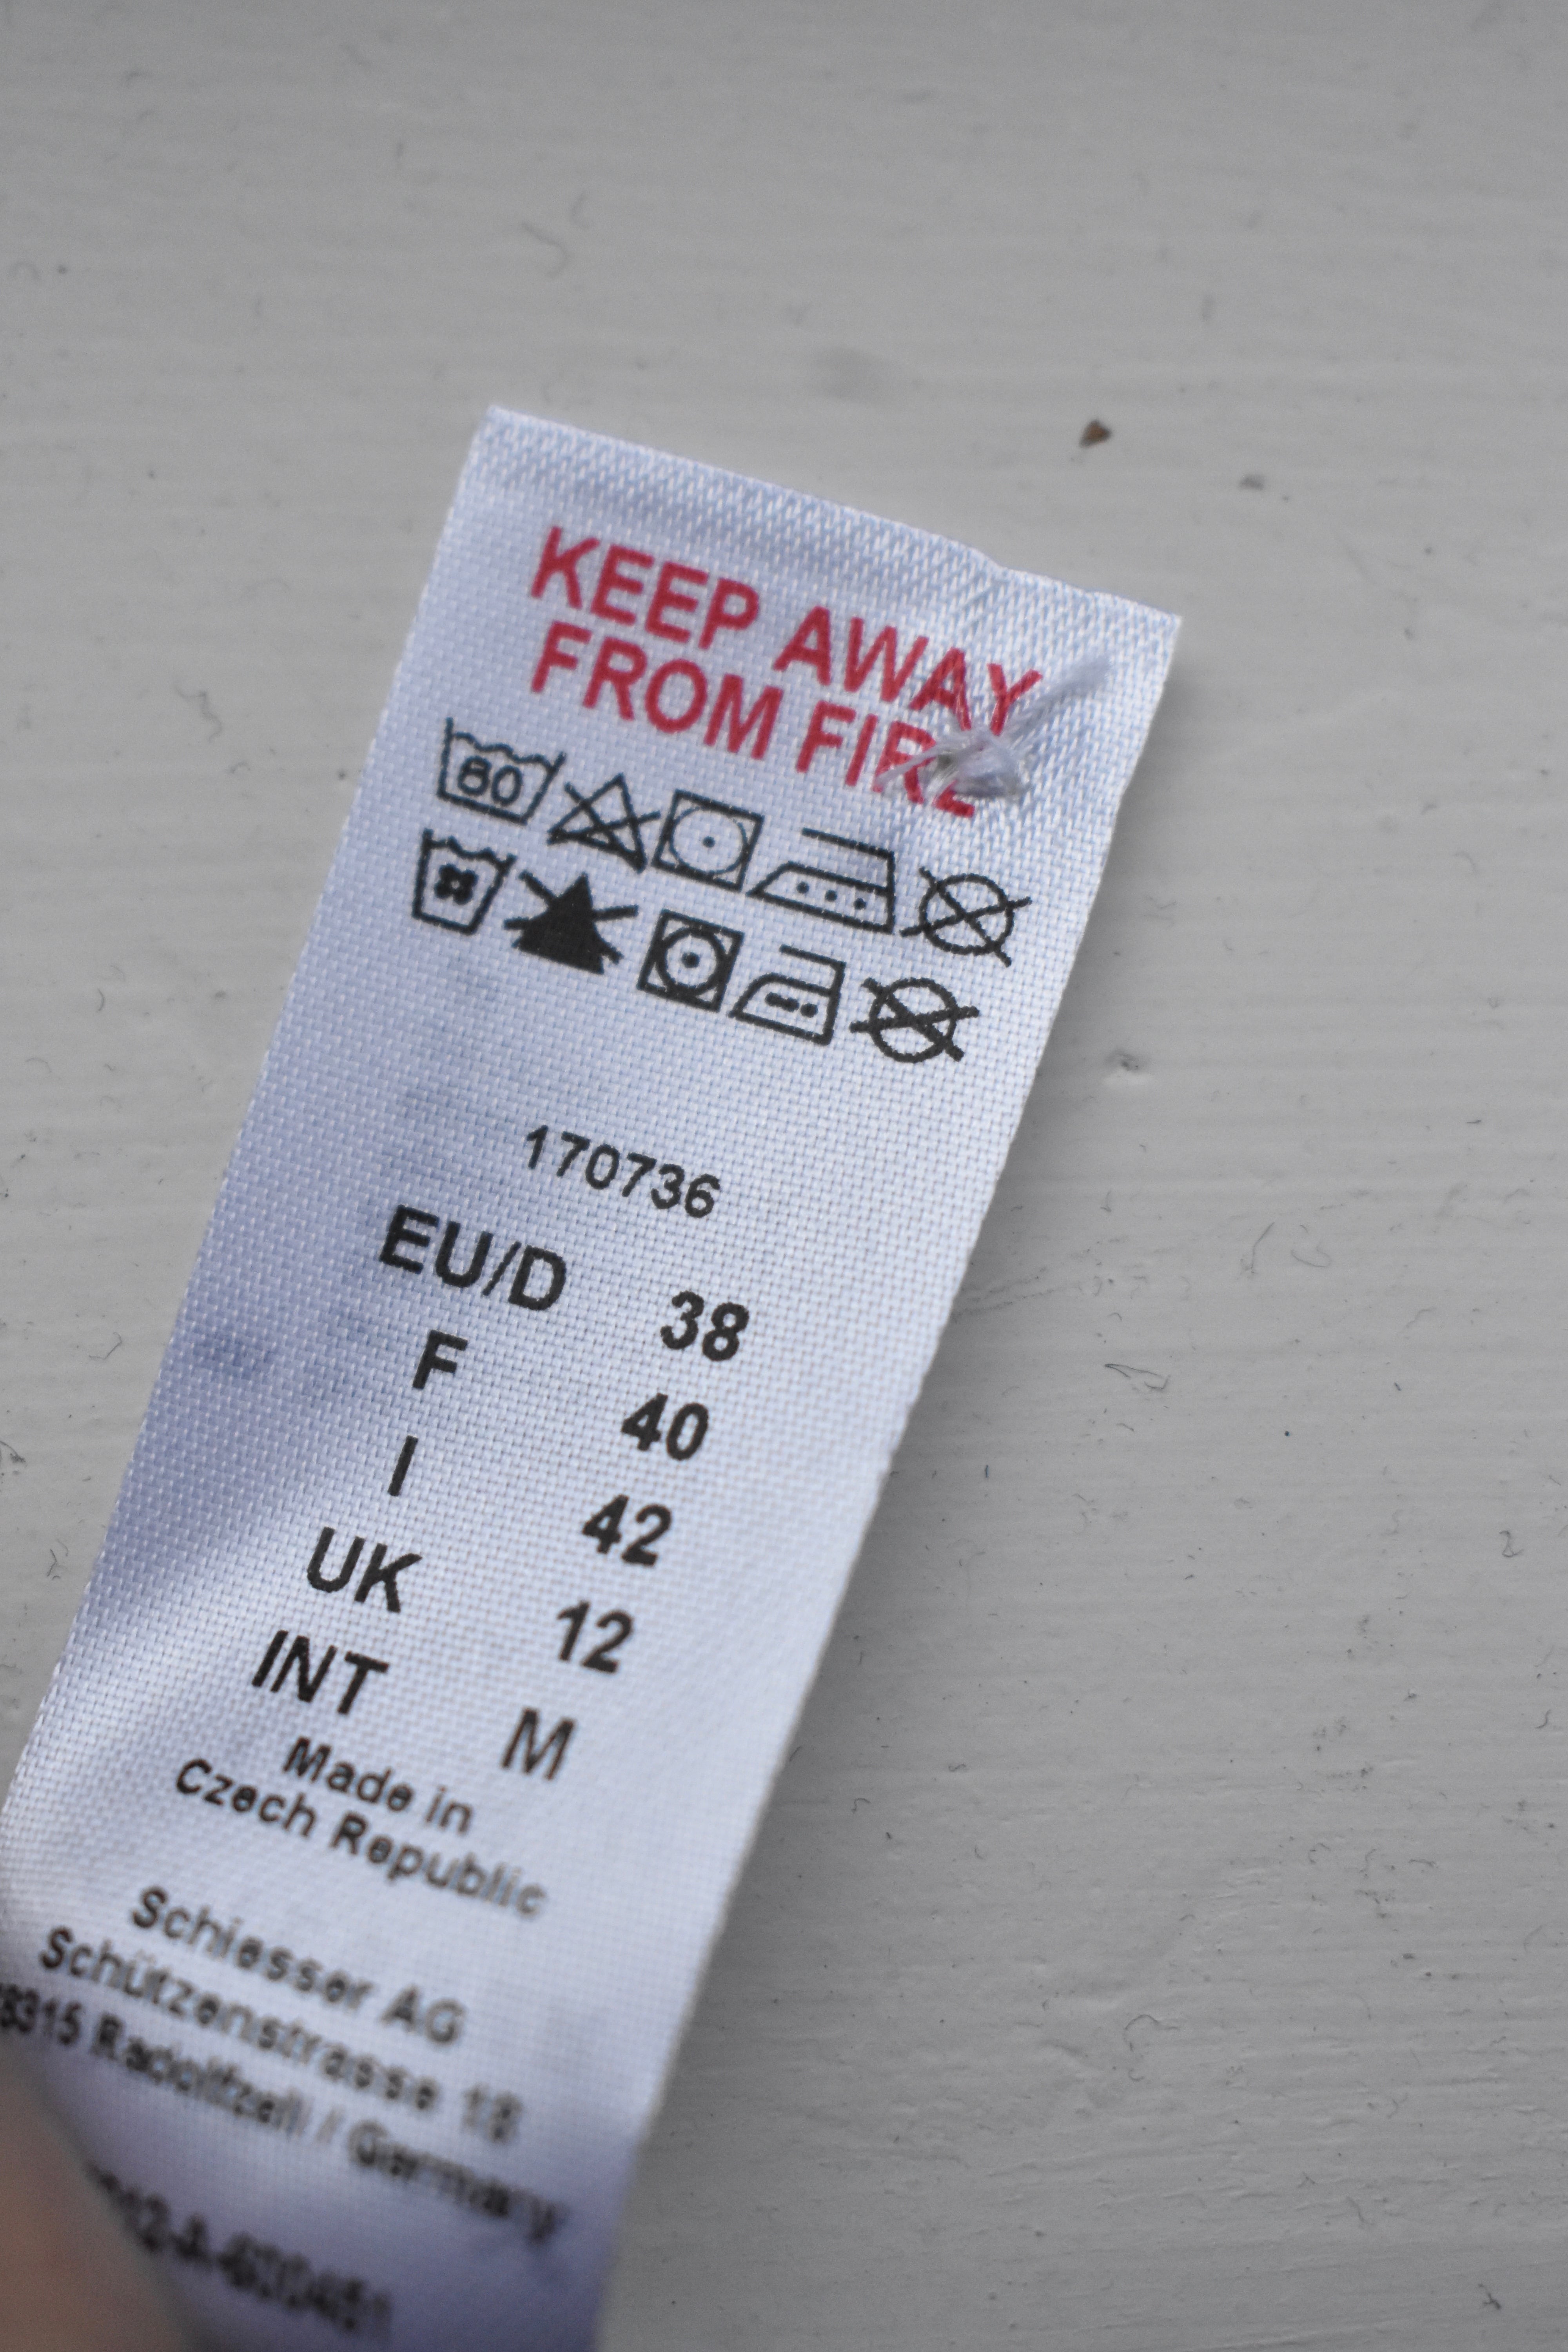 KEEP AWAY
FROM FIRE
60
170736
EU/D 38
F 40
I 42
UK 12
INT M
Made in
Czech Republic
Schiesser AG
Schützenstrasse 18
Radolfzell / Germany